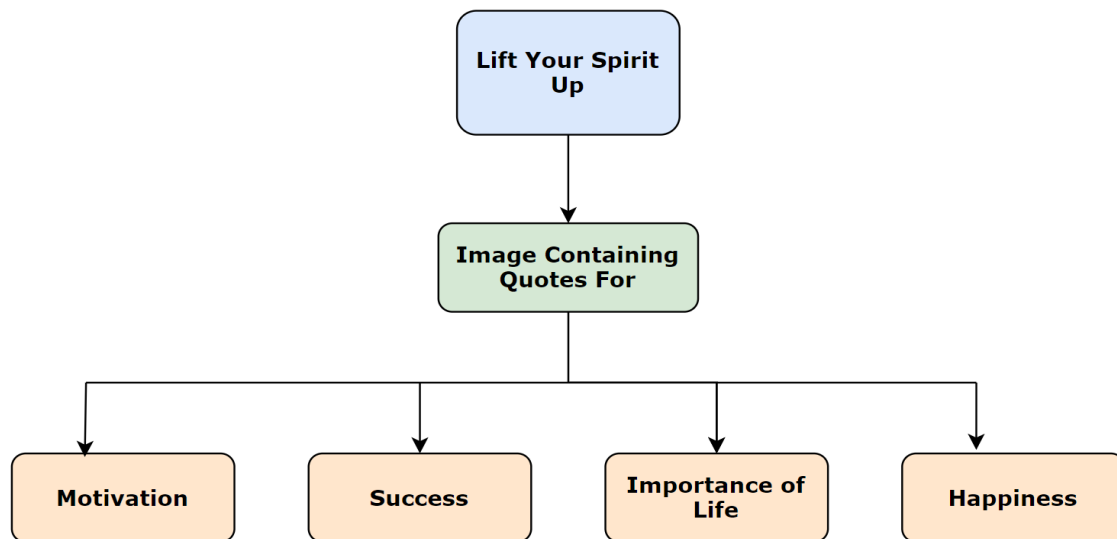 Lift Your Spirit
Up
Image Containing
Quotes For
Motivation
Success
Importance of
Life
Happiness